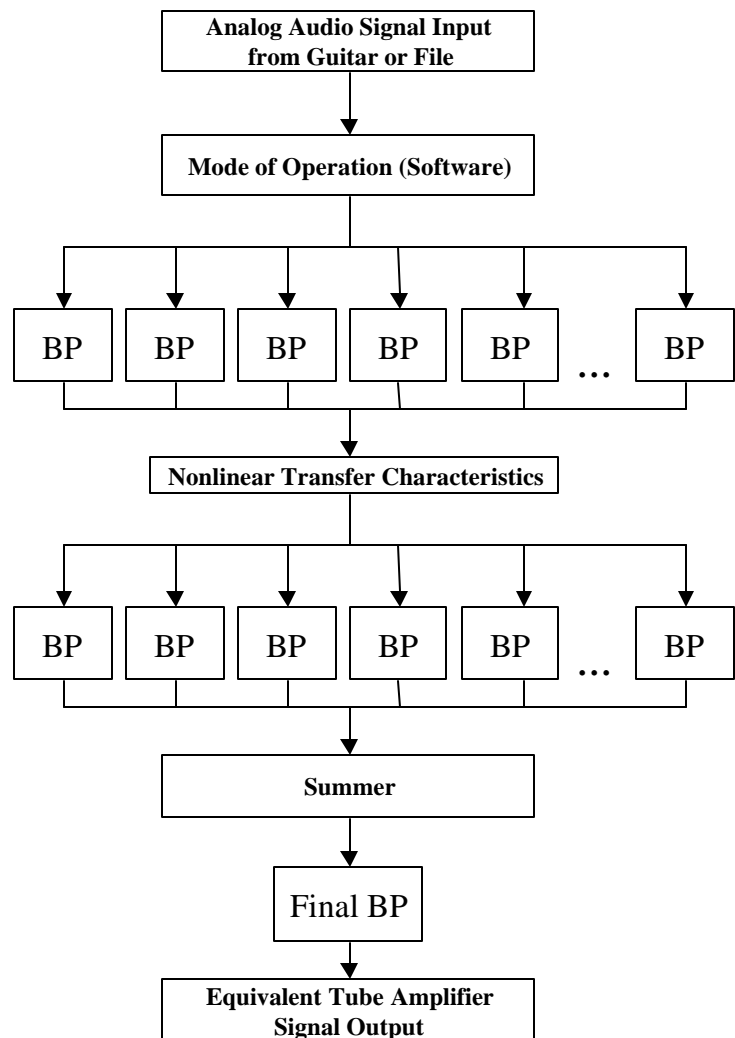 Analog Audio Signal Input
from Guitar or File
Mode of Operation (Software)
BP BP BP BP BP ... BP
Nonlinear Transfer Characteristics
BP BP BP BP BP ... BP
Summer
Final BP
Equivalent Tube Amplifier
Signal Output